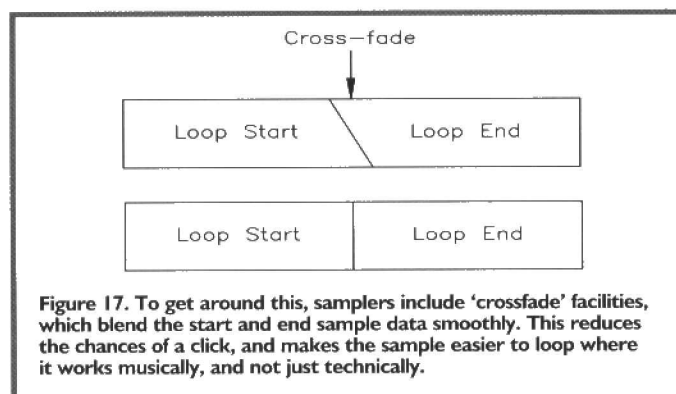 Cross-fade
Loop Start Loop End
Loop Start Loop End
Figure 17. To get around this, samplers include ‘crossfade’ facilities,
which blend the start and end sample data smoothly. This reduces
the chances of a click, and makes the sample easier to loop where
it works musically, and not just technically.